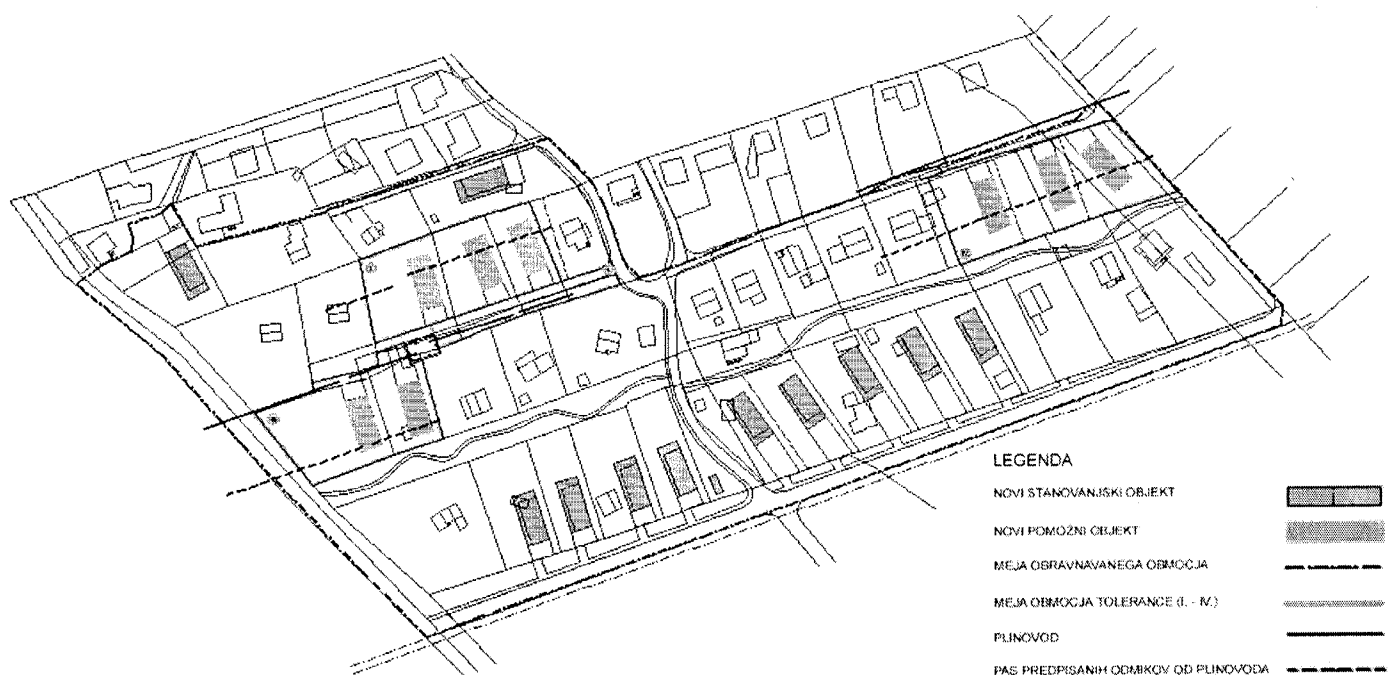 LEGENDA
NOVI STANOVANJSKI OBJEKT
NOVI POMOŽNI OBJEKT
MEJA OBRAVNAVANEGA OBMOČJA
MEJA OBMOČJA TOLERANCE (I. - IV.)
PLINOVOD
PAS PREDPISANIH ODMIKOV OD PLINOVODA